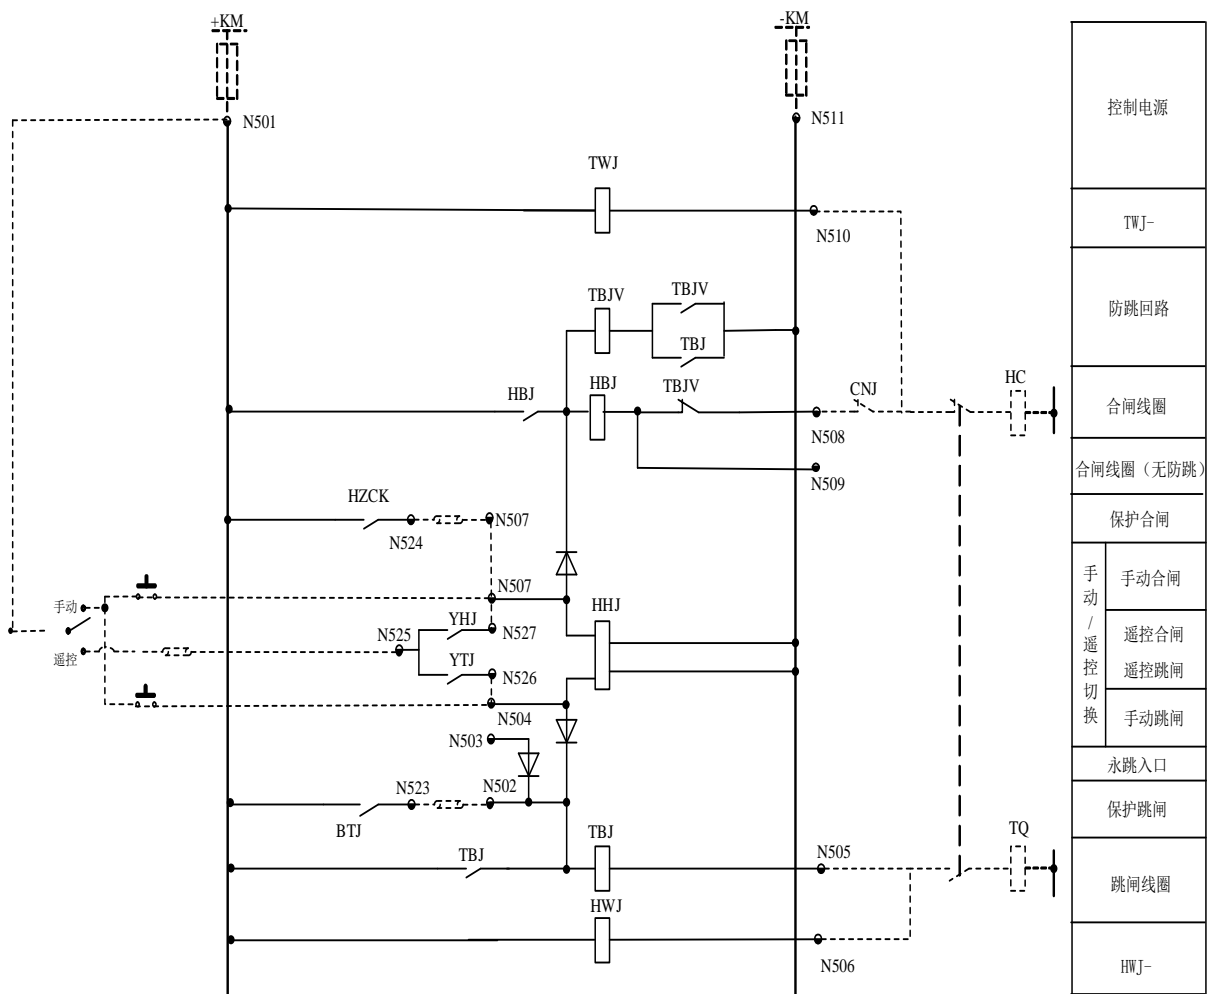 +KM
-KM
N501
N511
控制电源
TWJ
N510
TWJ-
TBJV
TBJV
TBJ
防跳回路
HBJ
HBJ
TBJV
N508
CNJ
HC
合闸线圈
N509
合闸线圈（无防跳）
HZCK
N524
N507
保护合闸
手动
遥控
N507
HHJ
手动/遥控切换
手动合闸
N525
YHJ
N527
遥控合闸
YTJ
N526
遥控跳闸
N504
手动跳闸
N503
永跳入口
BTJ
N523
N502
保护跳闸
TBJ
TBJ
N505
TQ
跳闸线圈
HWJ
N506
HWJ-